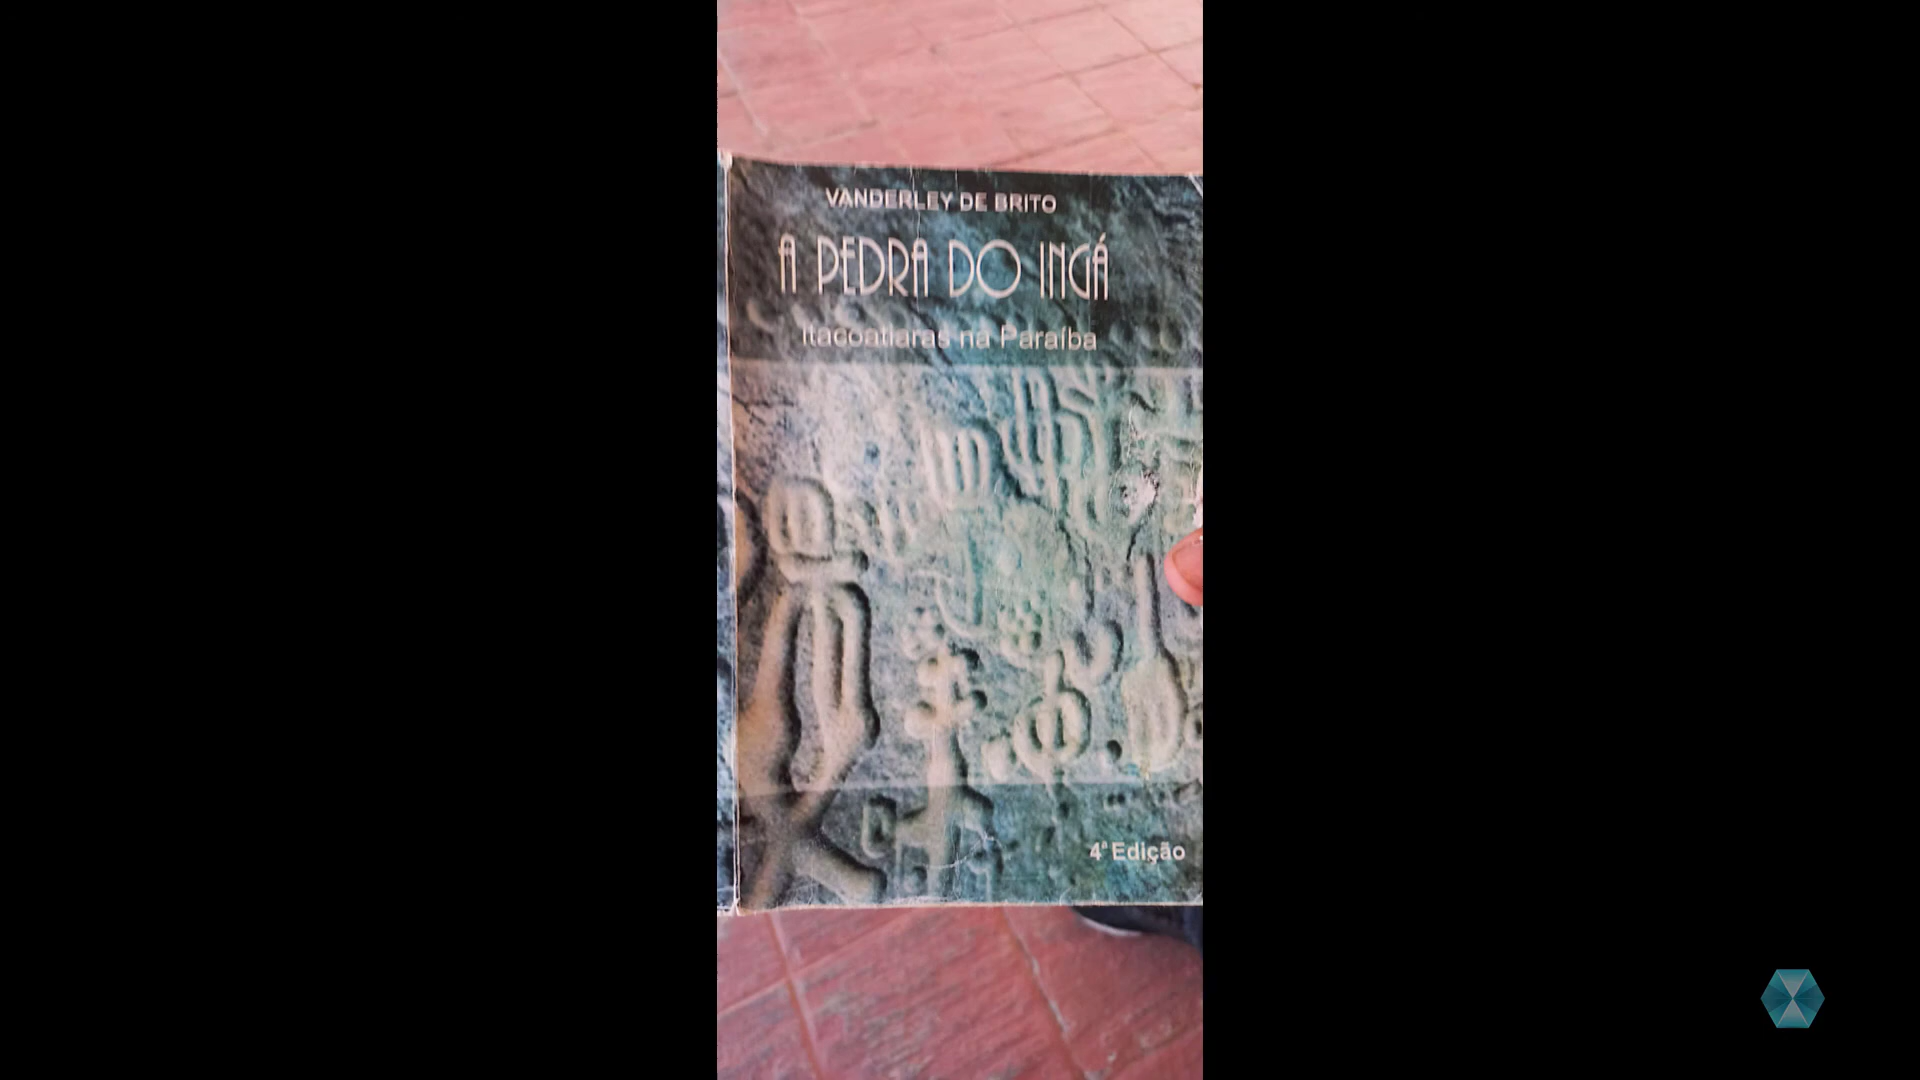 VANDERLEY DE BRITO
A PEDRA DO INGÁ
Itacoatiaras na Paraíba
4ª Edição